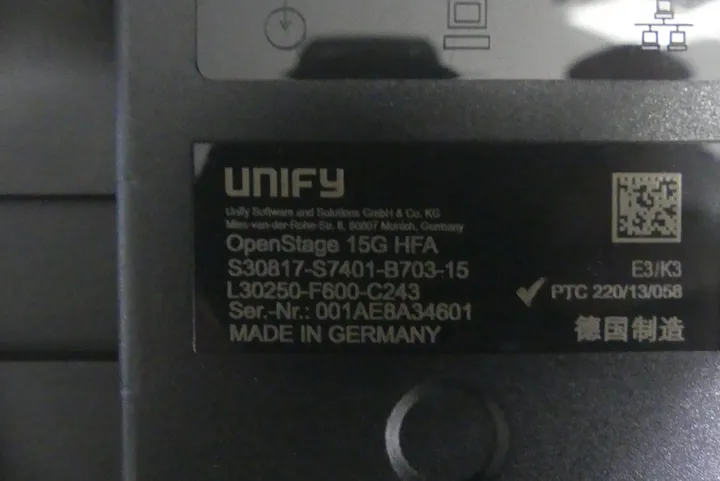 UNIFY
Unify Software and Solutions GmbH & Co. KG
Mies-van-der-Rohe-Str. 6, 80807 Munich, Germany
OpenStage 15G HFA
S30817-S7401-B703-15
L30250-F600-C243
Ser.-Nr.: 001AE8A34601
MADE IN GERMANY
E3/K3
PTC 220/13/058
德国制造